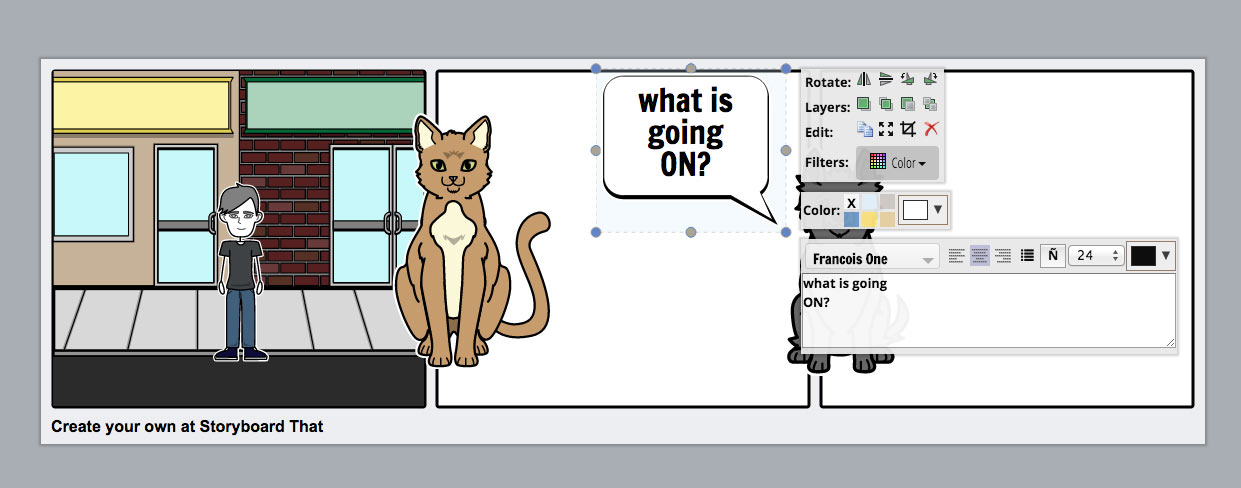 what is
going
ON?
Rotate:
Layers:
Edit:
Filters: Color
Color: X
Francois One Ñ 24
what is going
ON?
Create your own at Storyboard That